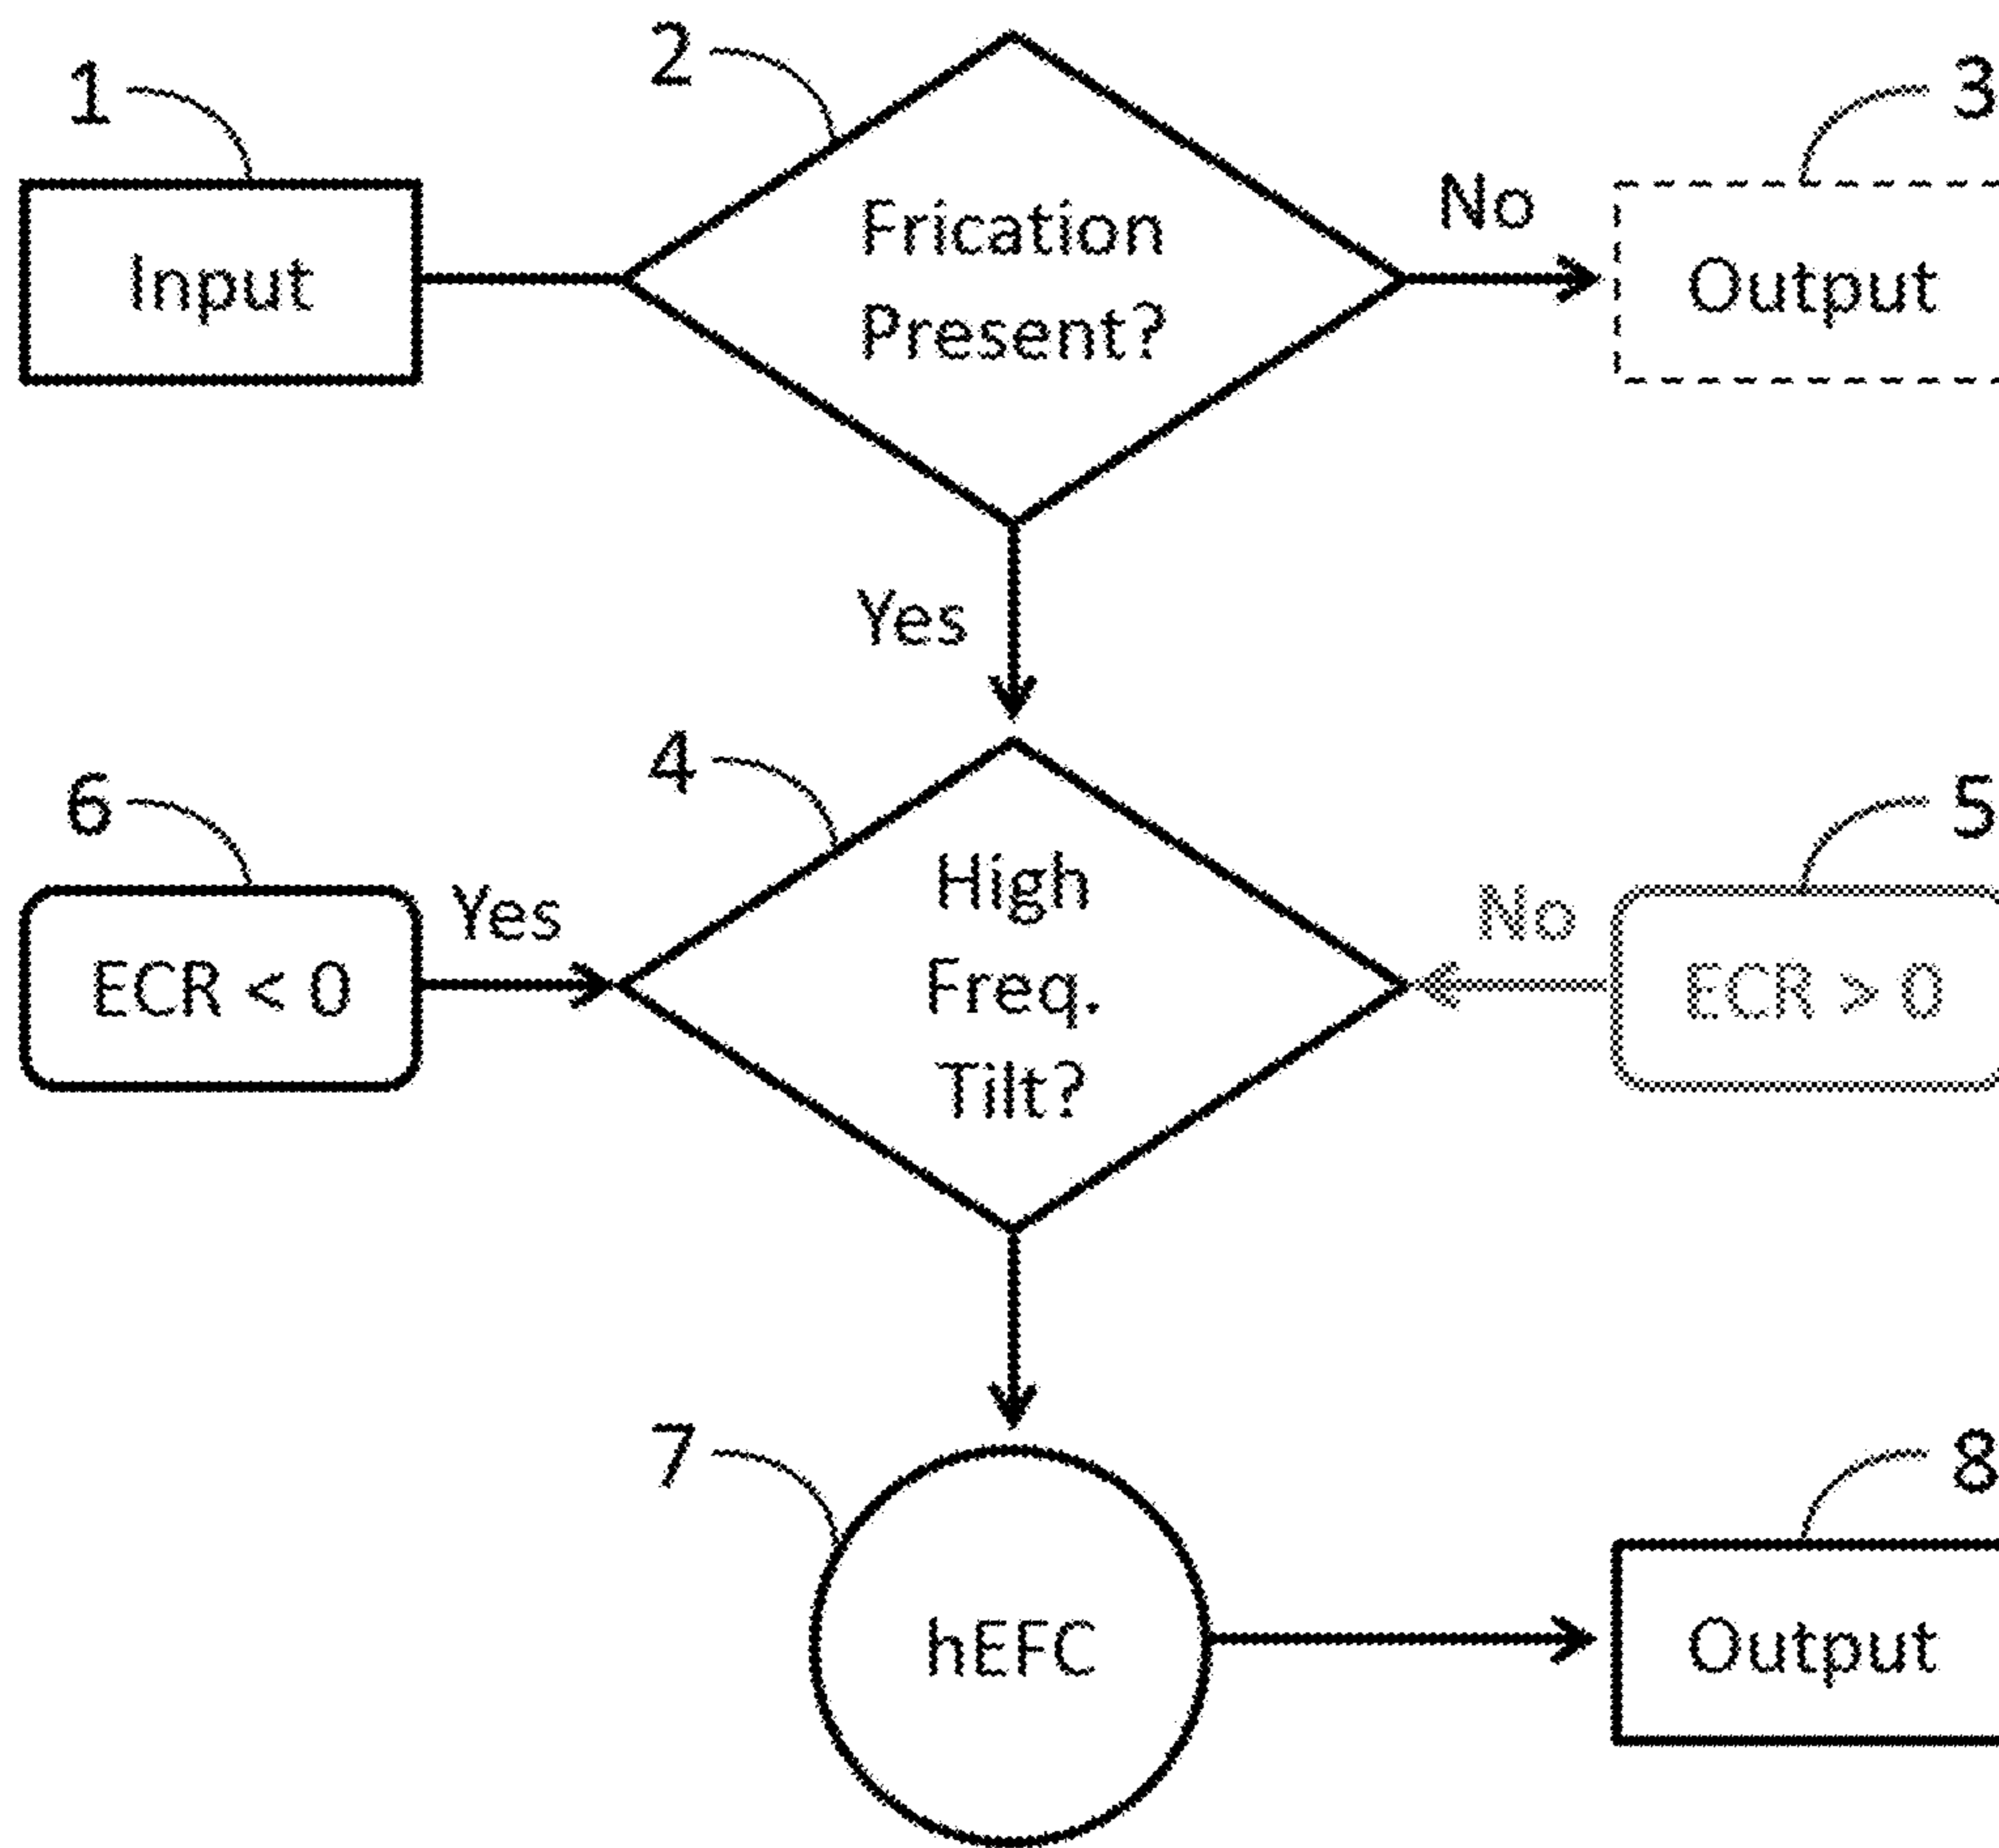 1
2
3
Input
Frication
Present?
No
Output
Yes
6
4
5
ECR < 0
Yes
High
Freq.
Tilt?
No
ECR > 0
7
8
hEFC
Output